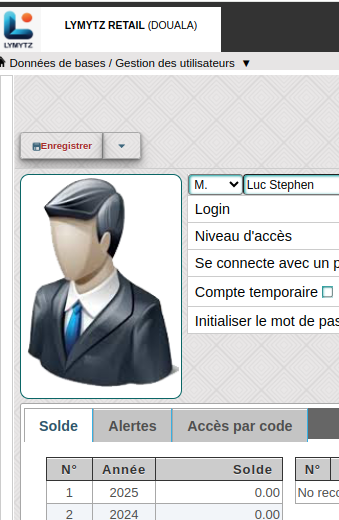 LYMYTZ RETAIL (DOUALA)
LYMYTZ
Données de bases / Gestion des utilisateurs ▼
Enregistrer
M. Luc Stephen
Login
Niveau d'accès
Se connecte avec un p
Compte temporaire
Initialiser le mot de pas
Solde Alertes Accès par code
N° Année Solde N°
1 2025 0.00 No reco
2 2024 0.00